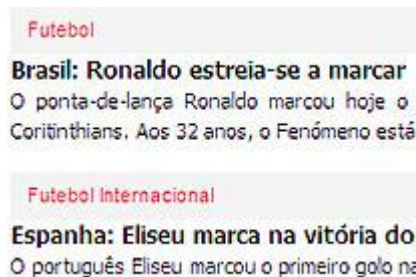 Futebol
Brasil: Ronaldo estreia-se a marcar
O ponta-de-lança Ronaldo marcou hoje o
Coritinthians. Aos 32 anos, o Fenómeno está
Futebol Internacional
Espanha: Eliseu marca na vitória do
O português Eliseu marcou o primeiro golo na